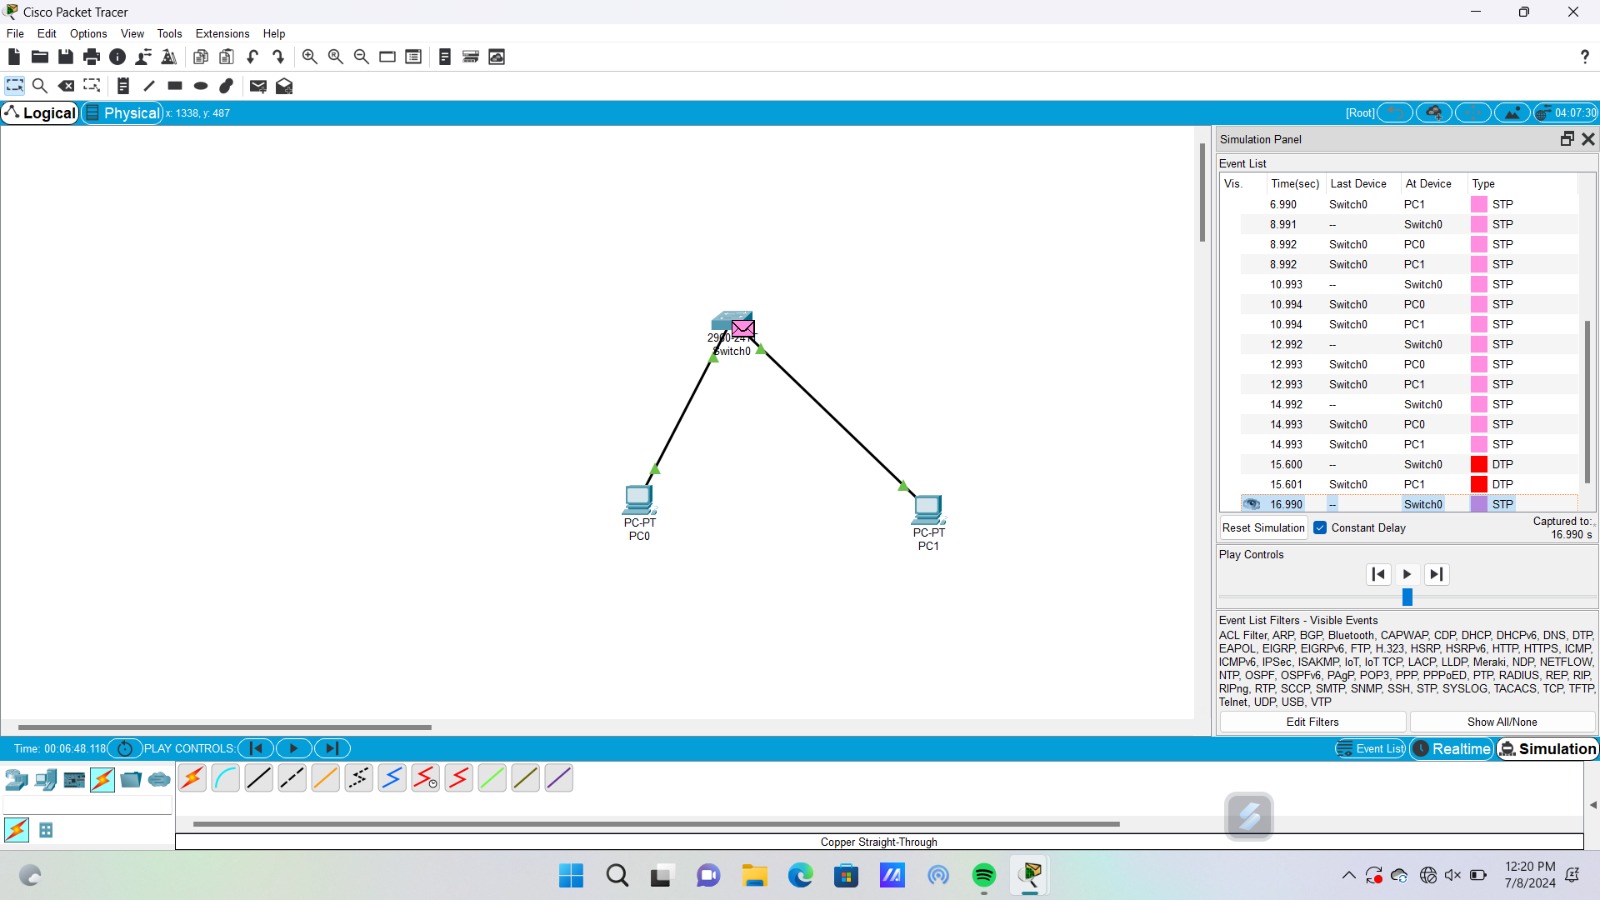 Cisco Packet Tracer
File Edit Options View Tools Extensions Help
?
Logical Physical x: 1338, y: 487 [Root] 04:07:30
Simulation Panel
Event List
Vis. Time(sec) Last Device At Device Type
6.990 Switch0 PC1 STP
8.991 -- Switch0 STP
8.992 Switch0 PC0 STP
8.992 Switch0 PC1 STP
10.993 -- Switch0 STP
10.994 Switch0 PC0 STP
10.994 Switch0 PC1 STP
12.992 -- Switch0 STP
12.993 Switch0 PC0 STP
12.993 Switch0 PC1 STP
14.992 -- Switch0 STP
14.993 Switch0 PC0 STP
14.993 Switch0 PC1 STP
15.600 -- Switch0 DTP
15.601 Switch0 PC1 DTP
16.990 -- Switch0 STP
Reset Simulation Constant Delay Captured to:
16.990 s
Switch0
PC-PT
PC0
PC-PT
PC1
Play Controls
Event List Filters - Visible Events
ACL Filter, ARP, BGP, Bluetooth, CAPWAP, CDP, DHCP, DHCPv6, DNS, DTP,
EAPOL, EIGRP, EIGRPv6, FTP, H.323, HSRP, HSRPv6, HTTP, HTTPS, ICMP,
ICMPv6, IPSec, ISAKMP, IoT, IoT TCP, LACP, LLDP, Meraki, NDP, NETFLOW,
NTP, OSPF, OSPFv6, PAgP, POP3, PPP, PPPoED, PTP, RADIUS, REP, RIP,
RIPng, RTP, SCCP, SMTP, SNMP, SSH, STP, SYSLOG, TACACS, TCP, TFTP,
Telnet, UDP, USB, VTP
Edit Filters Show All/None
Time: 00:06:48.118 PLAY CONTROLS: Event List Realtime Simulation
Copper Straight-Through
12:20 PM
7/8/2024